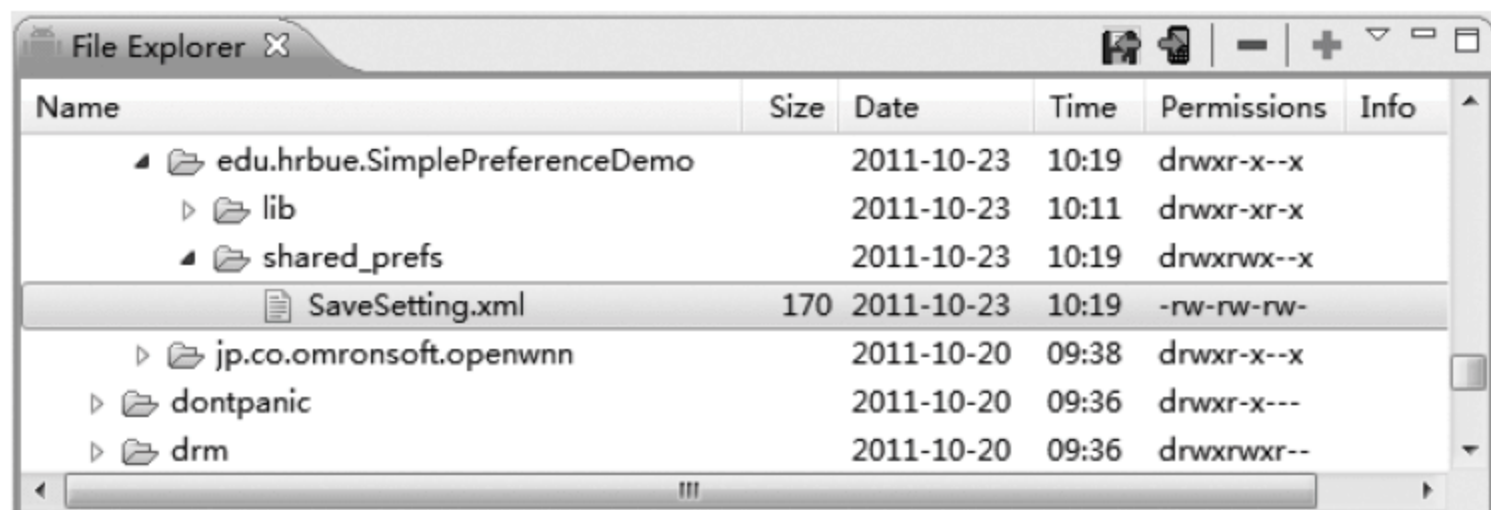 File Explorer
Name Size Date Time Permissions Info
edu.hrbue.SimplePreferenceDemo 2011-10-23 10:19 drwxr-x--x
lib 2011-10-23 10:11 drwxr-xr-x
shared_prefs 2011-10-23 10:19 drwxrwx--x
SaveSetting.xml 170 2011-10-23 10:19 -rw-rw-rw-
jp.co.omronsoft.openwnn 2011-10-20 09:38 drwxr-x--x
dontpanic 2011-10-20 09:36 drwxr-x---
drm 2011-10-20 09:36 drwxrwxr--